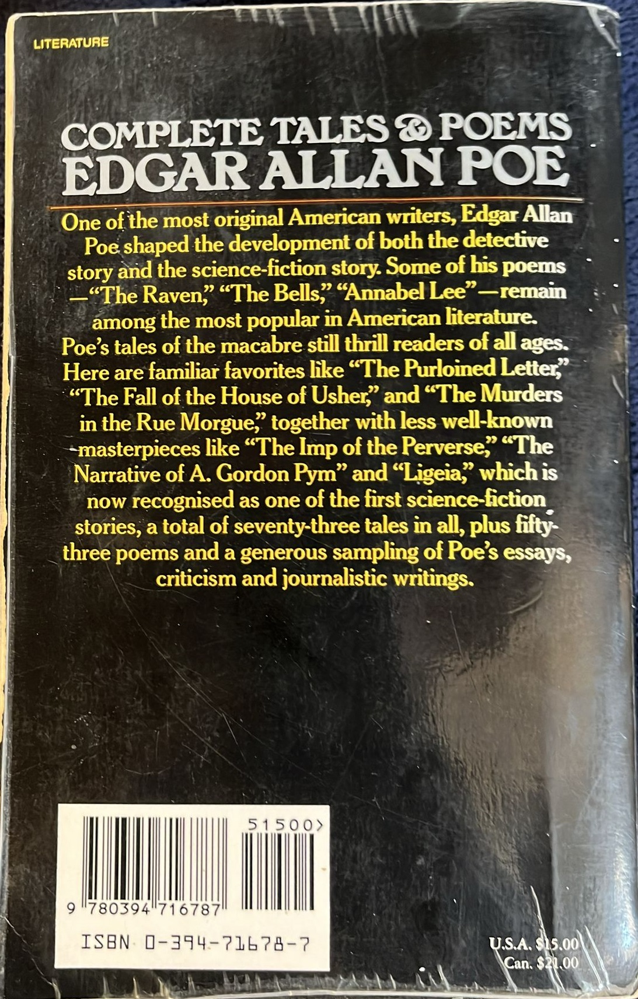 LITERATURE
COMPLETE TALES & POEMS
EDGAR ALLAN POE
One of the most original American writers, Edgar Allan
Poe shaped the development of both the detective
story and the science-fiction story. Some of his poems
—“The Raven,” “The Bells,” “Annabel Lee”—remain
among the most popular in American literature.
Poe’s tales of the macabre still thrill readers of all ages.
Here are familiar favorites like “The Purloined Letter,”
“The Fall of the House of Usher,” and “The Murders
in the Rue Morgue,” together with less well-known
masterpieces like “The Imp of the Perverse,” “The
Narrative of A. Gordon Pym” and “Ligeia,” which is
now recognised as one of the first science-fiction
stories, a total of seventy-three tales in all, plus fifty-
three poems and a generous sampling of Poe’s essays,
criticism and journalistic writings.
51500>
9 780394 716787
ISBN 0-394-71678-7
U.S.A. $15.00
Can. $21.00